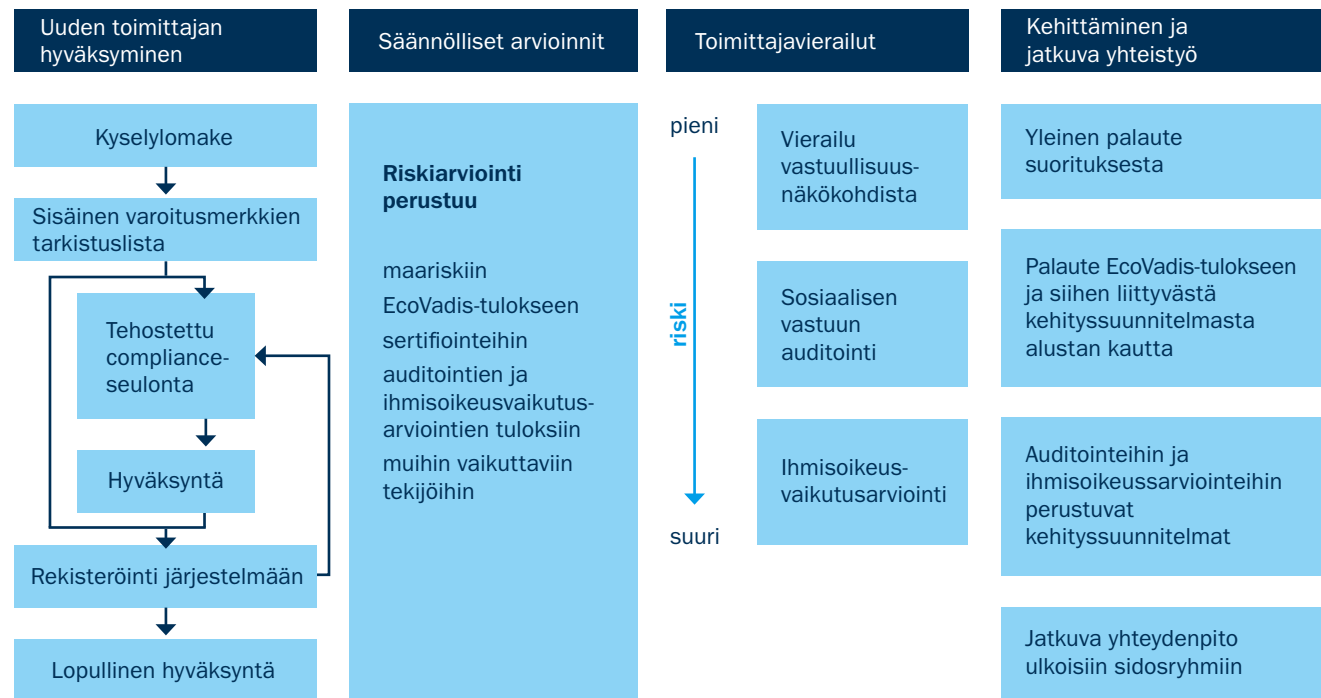 Uuden toimittajan
hyväksyminen
Kyselylomake
Sisäinen varoitusmerkkien
tarkistuslista
Tehostettu
compliance-
seulonta
Hyväksyntä
Rekisteröinti järjestelmään
Lopullinen hyväksyntä
Säännölliset arvioinnit
Riskiarviointi
perustuu
maariskiin
EcoVadis-tulokseen
sertifiointeihin
auditointien ja
ihmisoikeusvaikutus-
arviointien tuloksiin
muihin vaikuttaviin
tekijöihin
Toimittajavierailut
pieni
riski
suuri
Vierailu
vastuullisuus-
näkökohdista
Sosiaalisen
vastuun
auditointi
Ihmisoikeus-
vaikutusarviointi
Kehittäminen ja
jatkuva yhteistyö
Yleinen palaute
suorituksesta
Palaute EcoVadis-tulokseen
ja siihen liittyvästä
kehityssuunnitelmasta
alustan kautta
Auditointeihin ja
ihmisoikeussarviointeihin
perustuvat
kehityssuunnitelmat
Jatkuva yhteydenpito
ulkoisiin sidosryhmiin